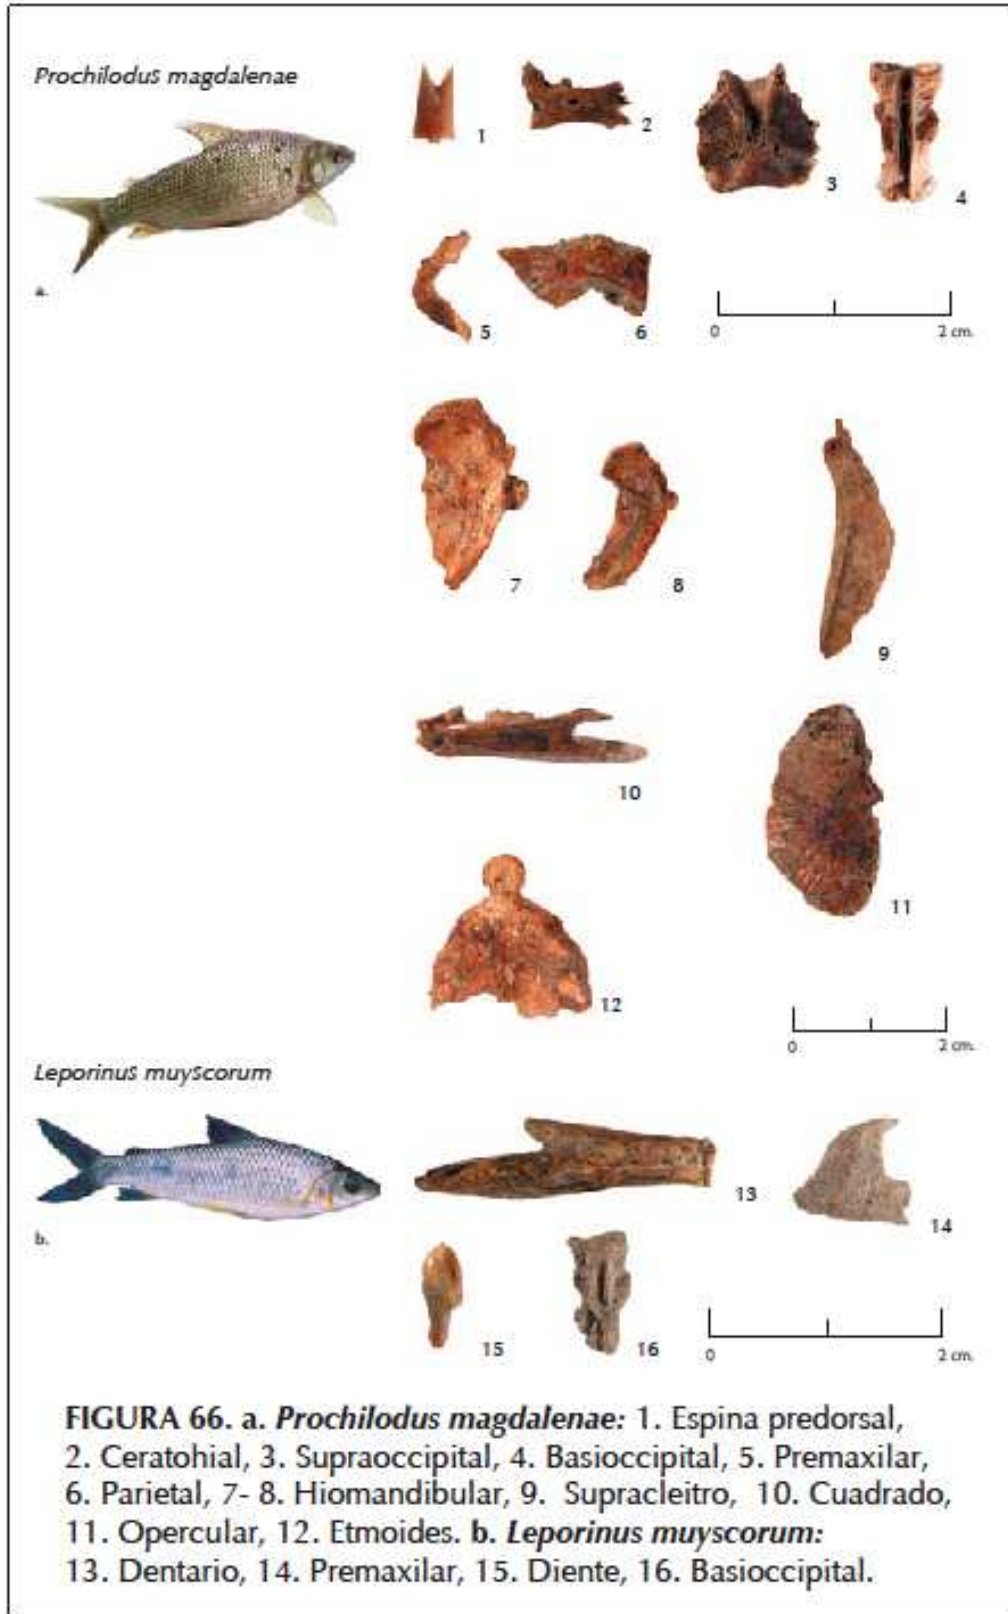 Prochilodus magdalenae
1
2
3
4
a.
5
6
0 2 cm.
7
8
9
10
11
12
0 2 cm.
Leporinus muyscorum
13
14
b.
15
16
0 2 cm.
FIGURA 66. a. Prochilodus magdalenae: 1. Espina predorsal,
2. Ceratohial, 3. Supraoccipital, 4. Basioccipital, 5. Premaxilar,
6. Parietal, 7- 8. Hiomandibular, 9. Supracleitro, 10. Cuadrado,
11. Opercular, 12. Etmoides. b. Leporinus muyscorum:
13. Dentario, 14. Premaxilar, 15. Diente, 16. Basioccipital.